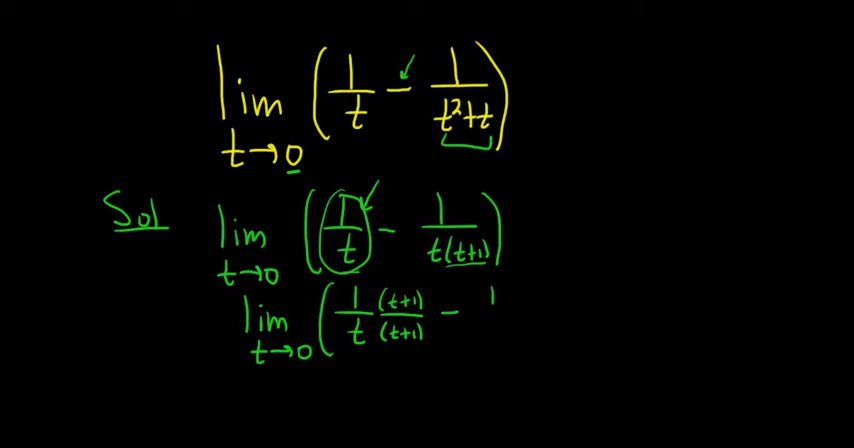 lim t→0 (1/t − 1/(t²+t))
Sol lim t→0 (1/t − 1/(t(t+1)))
lim t→0 (1/t (t+1)/(t+1) − 1